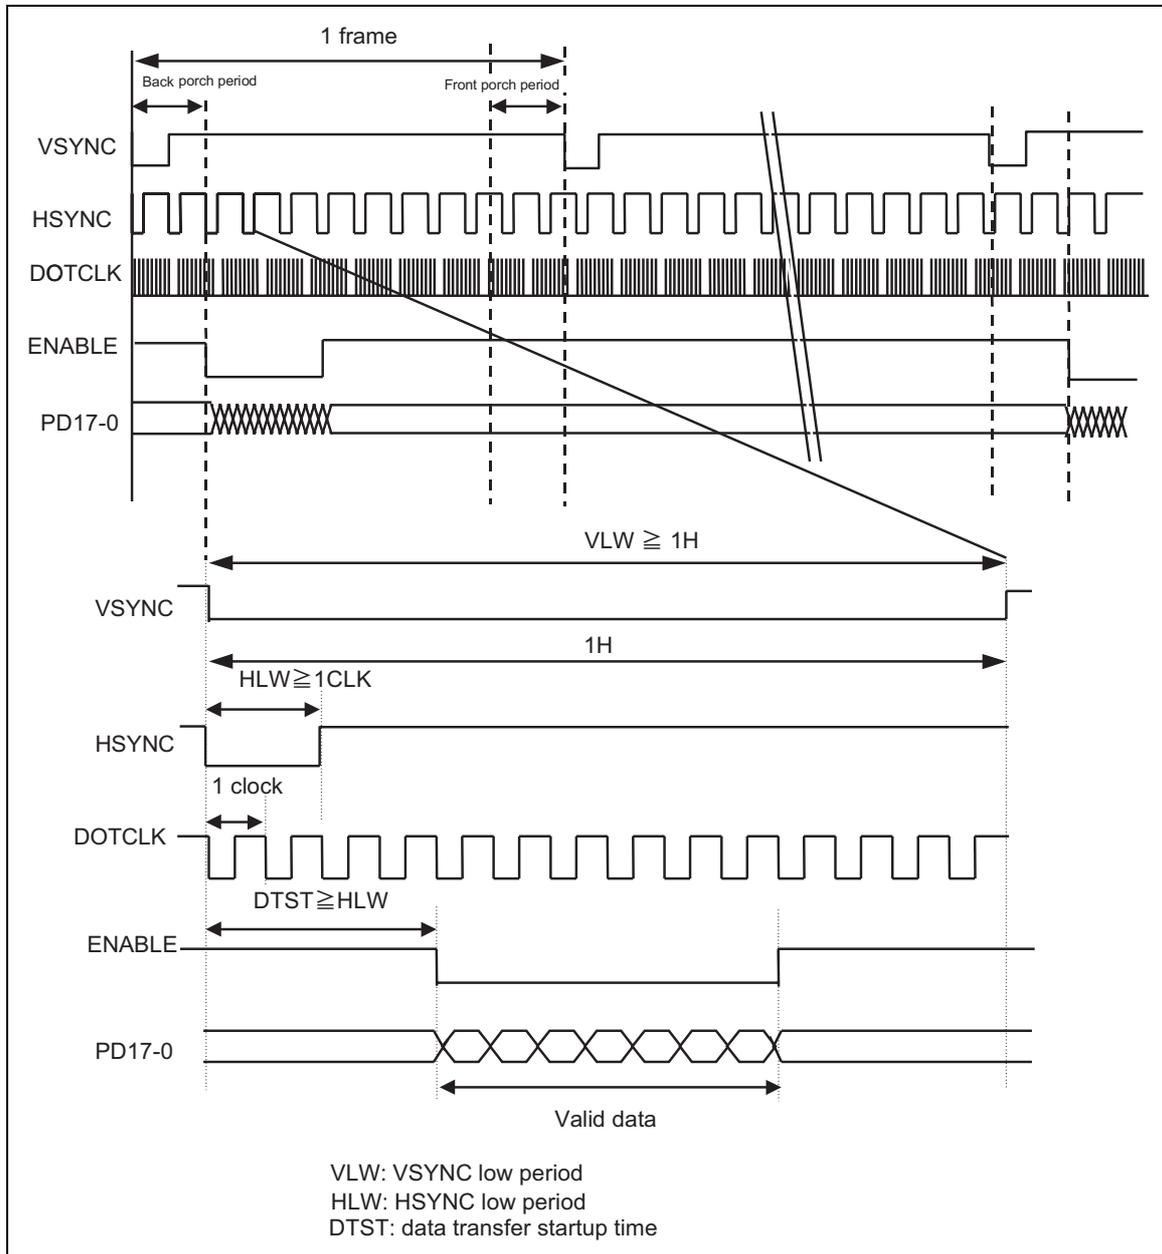 1 frame
Back porch period
Front porch period
VSYNC
HSYNC
DOTCLK
ENABLE
PD17-0
VLW ≧ 1H
VSYNC
1H
HLW≧1CLK
HSYNC
1 clock
DOTCLK
DTST≧HLW
ENABLE
PD17-0
Valid data
VLW: VSYNC low period
HLW: HSYNC low period
DTST: data transfer startup time